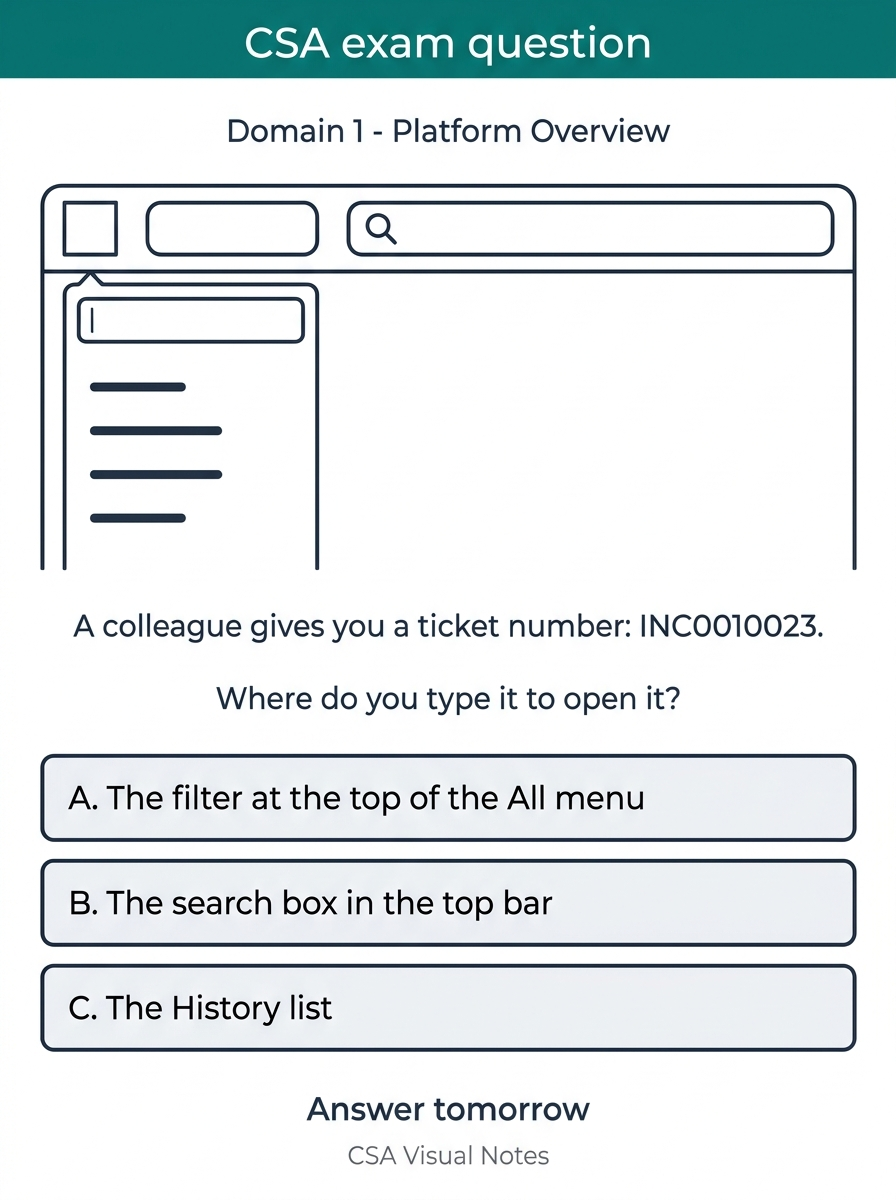 CSA exam question
Domain 1 - Platform Overview
A colleague gives you a ticket number: INC0010023.
Where do you type it to open it?
A. The filter at the top of the All menu
B. The search box in the top bar
C. The History list
Answer tomorrow
CSA Visual Notes